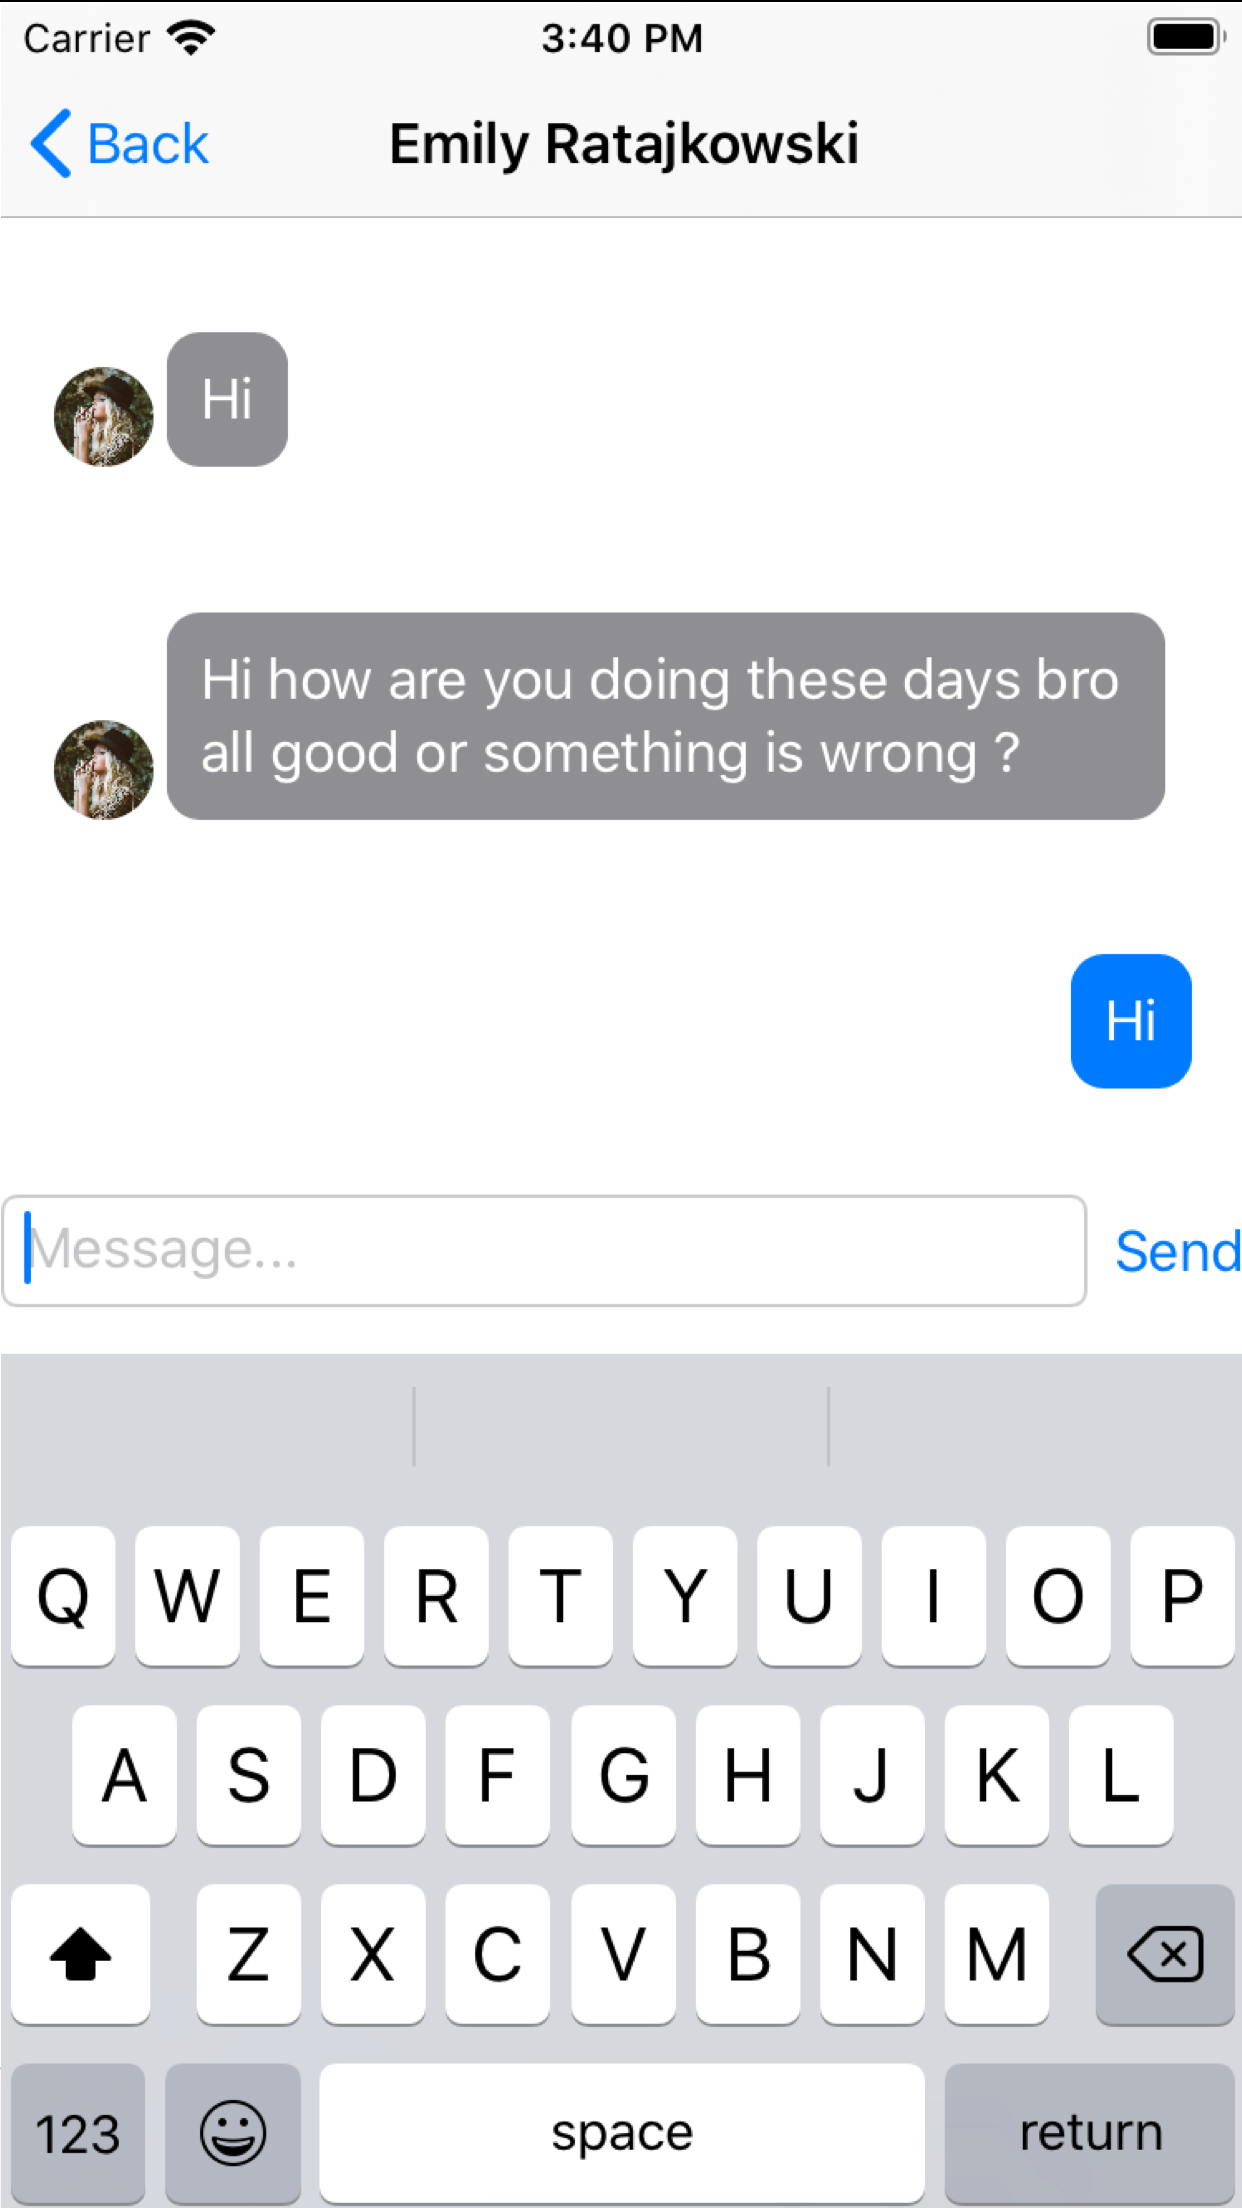 Carrier 3:40 PM
Back Emily Ratajkowski
Hi
Hi how are you doing these days bro
all good or something is wrong ?
Hi
Message... Send
Q W E R T Y U I O P
A S D F G H J K L
Z X C V B N M
123 space return